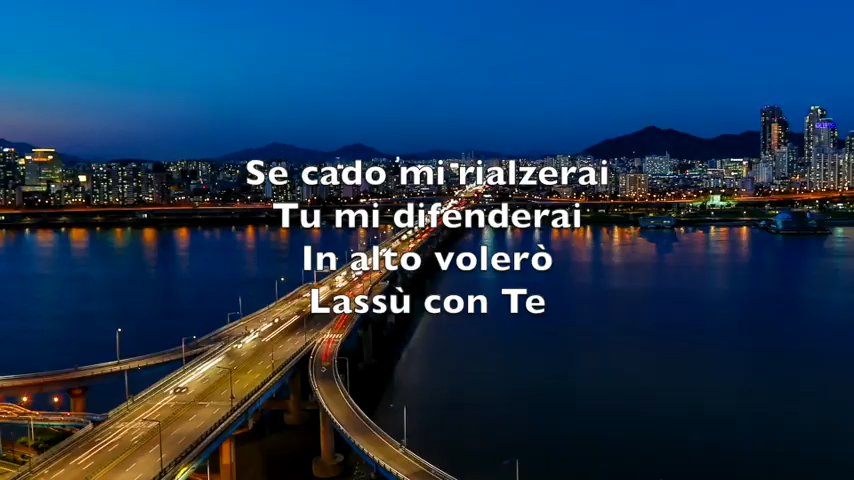 Se cado mi rialzerai
Tu mi difenderai
In alto volerò
Lassù con Te